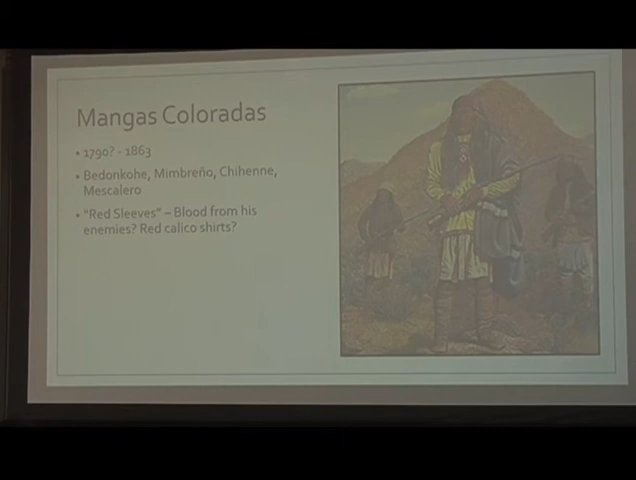 Mangas Coloradas
• 1790? - 1863
• Bedonkohe, Mimbreño, Chihenne,
Mescalero
• "Red Sleeves" – Blood from his
enemies? Red calico shirts?